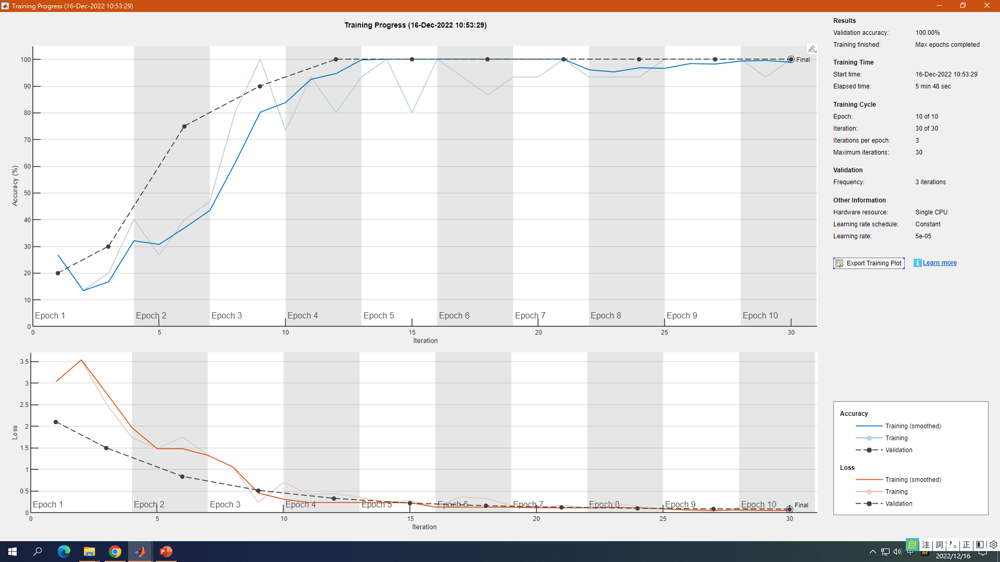 Training Progress (16-Dec-2022 10:53:29)
Training Progress (16-Dec-2022 10:53:29)
100
90
80
70
60
50
40
30
20
10
0
Accuracy (%)
Final
Epoch 1
Epoch 2
Epoch 3
Epoch 4
Epoch 5
Epoch 6
Epoch 7
Epoch 8
Epoch 9
Epoch 10
0
5
10
15
20
25
30
Iteration
3.5
3
2.5
2
1.5
1
0.5
0
Loss
Final
Epoch 1
Epoch 2
Epoch 3
Epoch 4
Epoch 5
Epoch 6
Epoch 7
Epoch 8
Epoch 9
Epoch 10
0
5
10
15
20
25
30
Iteration
Results
Validation accuracy: 100.00%
Training finished: Max epochs completed
Training Time
Start time: 16-Dec-2022 10:53:29
Elapsed time: 5 min 48 sec
Training Cycle
Epoch: 10 of 10
Iteration: 30 of 30
Iterations per epoch: 3
Maximum iterations: 30
Validation
Frequency: 3 iterations
Other Information
Hardware resource: Single CPU
Learning rate schedule: Constant
Learning rate: 5e-05
Export Training Plot
Learn more
Accuracy
Training (smoothed)
Training
Validation
Loss
Training (smoothed)
Training
Validation
自 注 詞 正
2022/12/16